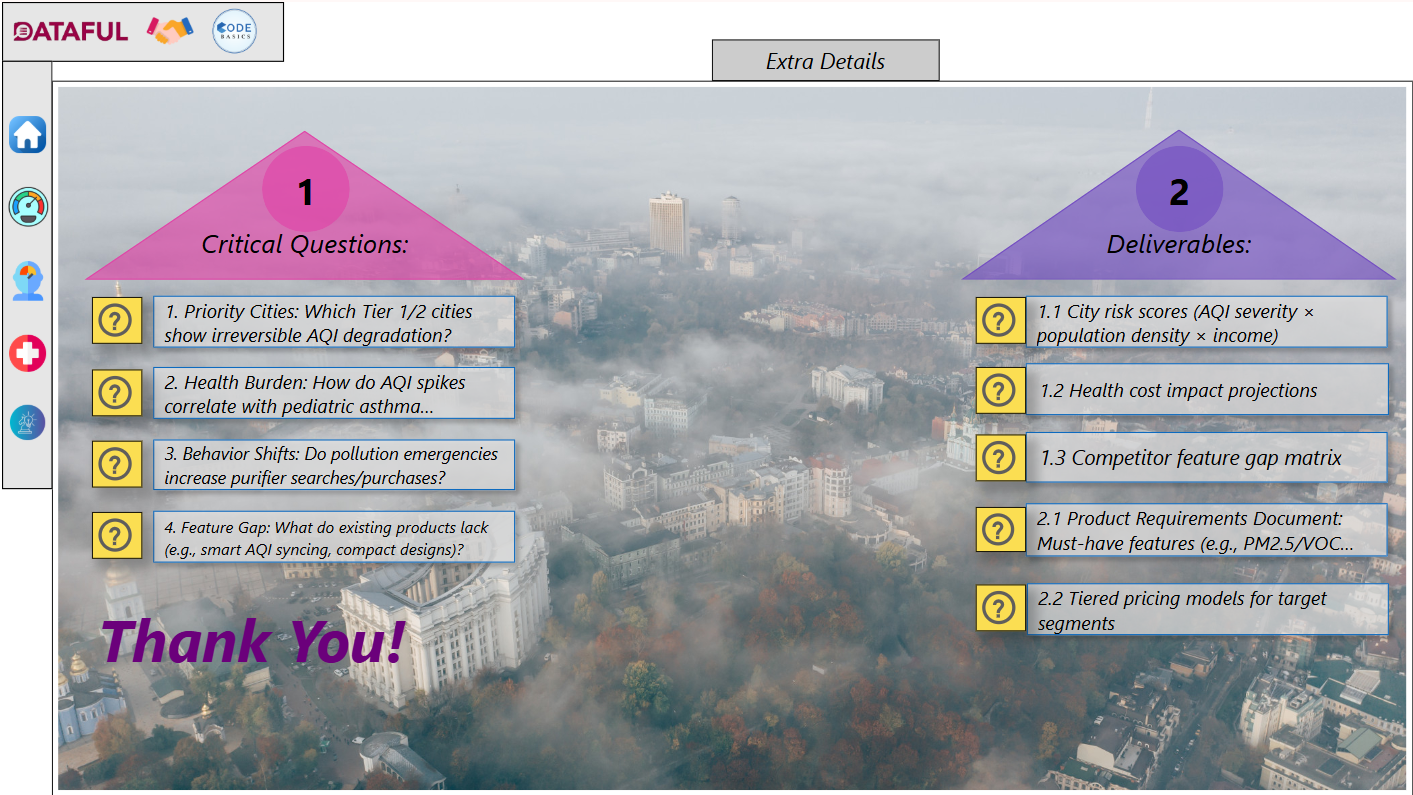 DATAFUL
CODE
BASICS
Extra Details
1
Critical Questions:
1. Priority Cities: Which Tier 1/2 cities
show irreversible AQI degradation?
2. Health Burden: How do AQI spikes
correlate with pediatric asthma...
3. Behavior Shifts: Do pollution emergencies
increase purifier searches/purchases?
4. Feature Gap: What do existing products lack
(e.g., smart AQI syncing, compact designs)?
Thank You!
2
Deliverables:
1.1 City risk scores (AQI severity ×
population density × income)
1.2 Health cost impact projections
1.3 Competitor feature gap matrix
2.1 Product Requirements Document:
Must-have features (e.g., PM2.5/VOC...
2.2 Tiered pricing models for target
segments